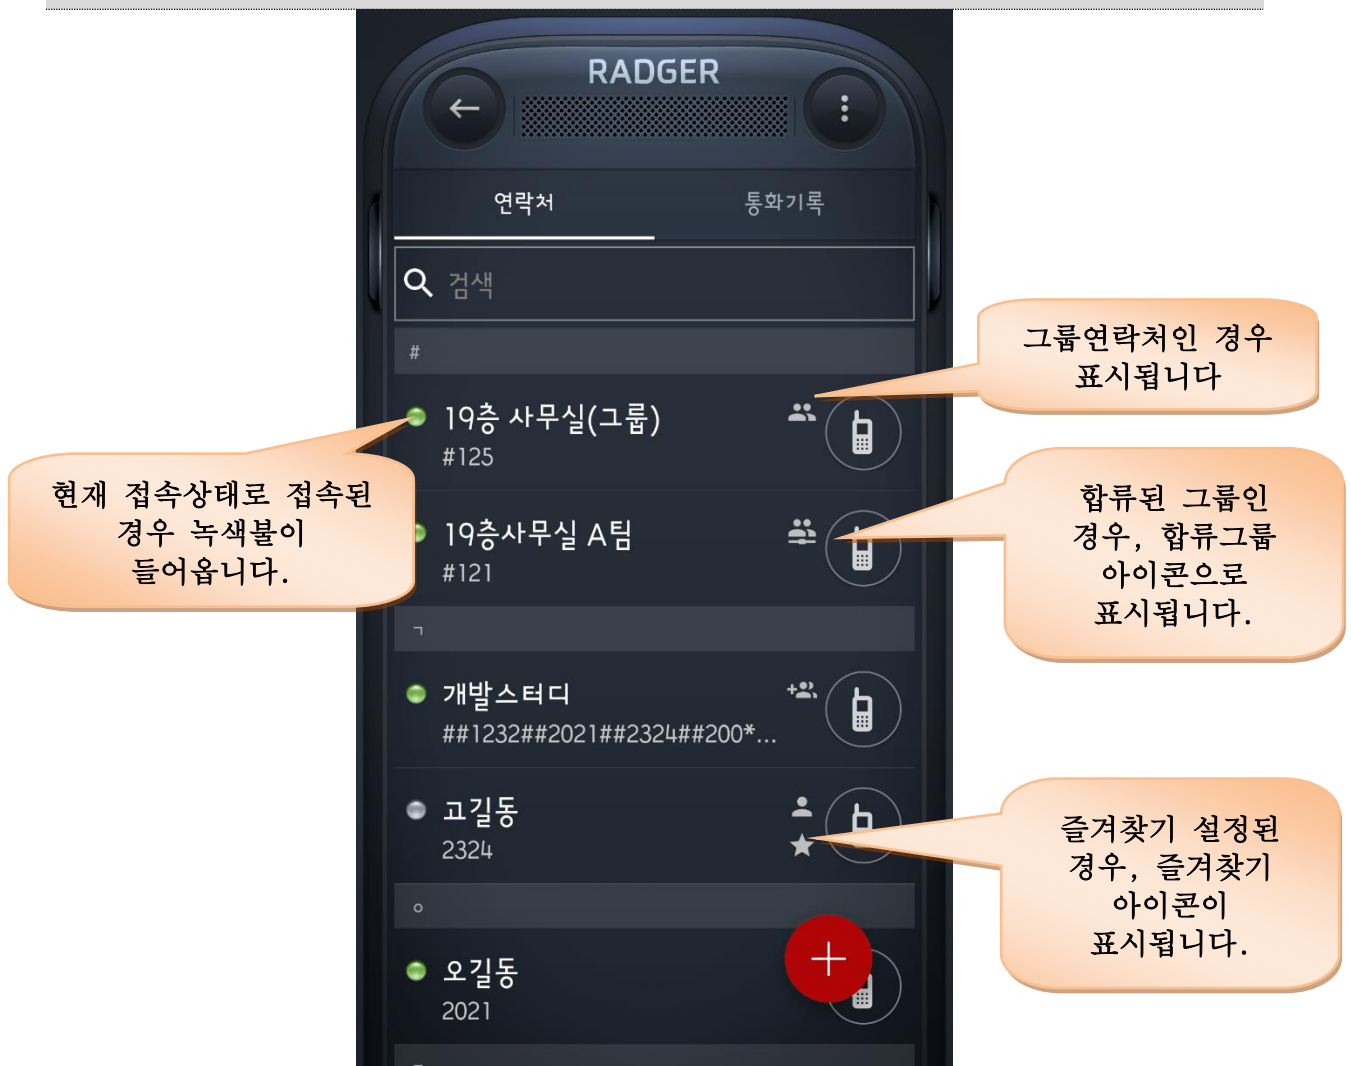 RADGER
연락처
통화기록
검색
#
19층 사무실(그룹)
#125
19층사무실 A팀
#121
ㄱ
개발스터디
##1232##2021##2324##200*...
고길동
2324
ㅇ
오길동
2021
그룹연락처인 경우
표시됩니다
현재 접속상태로 접속된
경우 녹색불이
들어옵니다.
합류된 그룹인
경우, 합류그룹
아이콘으로
표시됩니다.
즐겨찾기 설정된
경우, 즐겨찾기
아이콘이
표시됩니다.